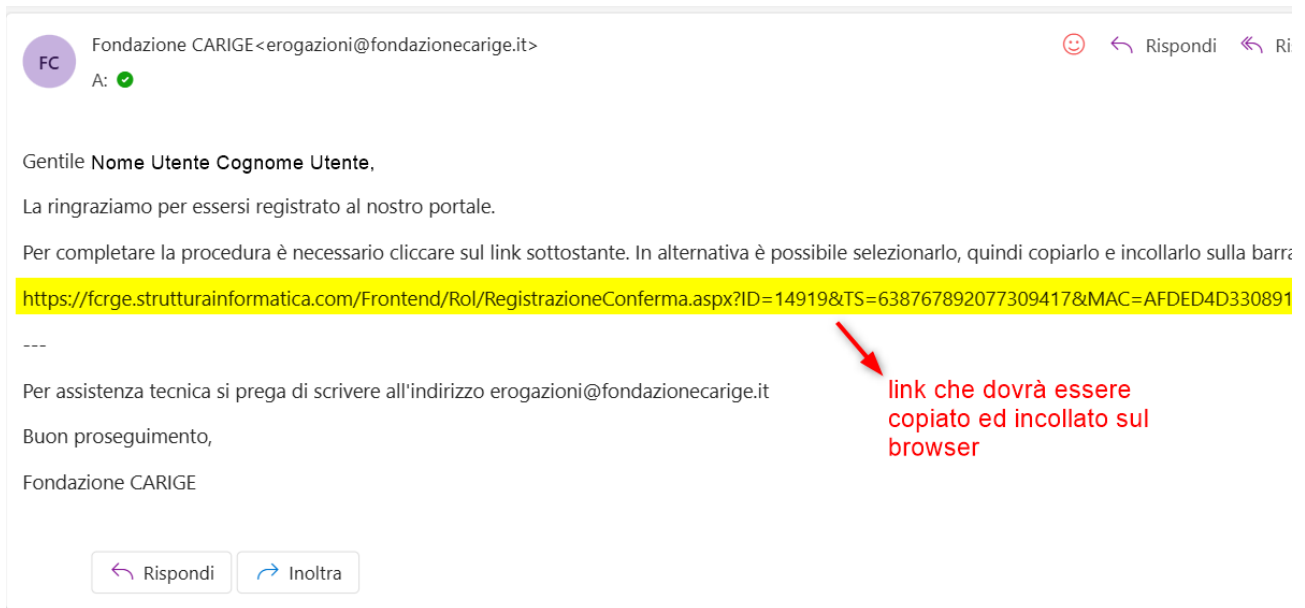 FC
Fondazione CARIGE<erogazioni@fondazionecarige.it>
Rispondi
A:
Gentile Nome Utente Cognome Utente,
La ringraziamo per essersi registrato al nostro portale.
Per completare la procedura è necessario cliccare sul link sottostante. In alternativa è possibile selezionarlo, quindi copiarlo e incollarlo sulla barra
https://fcrge.strutturainformatica.com/Frontend/Rol/RegistrazioneConferma.aspx?ID=14919&TS=638767892077309417&MAC=AFDED4D330891
---
Per assistenza tecnica si prega di scrivere all'indirizzo erogazioni@fondazionecarige.it
link che dovrà essere
copiato ed incollato sul
browser
Buon proseguimento,
Fondazione CARIGE
Rispondi
Inoltra